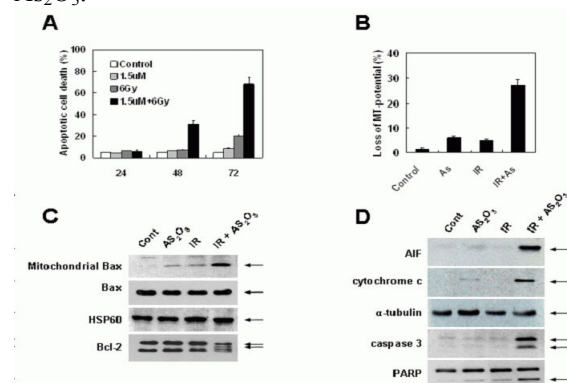 As₂O₃.
A
B
Apoptotic cell death (%)
100
80
60
40
20
0
Control
1.5uM
6Gy
1.5uM+6Gy
24
48
72
Loss of MT-potential (%)
40
30
20
10
0
Control
As
IR
IR+As
C
D
Cont
AS₂O₃
IR
IR + AS₂O₃
Mitochondrial Bax
Bax
HSP60
Bcl-2
Cont
AS₂O₃
IR
IR + AS₂O₃
AIF
cytochrome c
α-tubulin
caspase 3
PARP